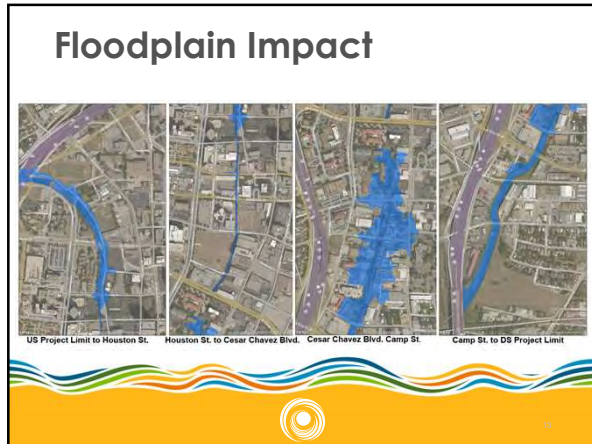 Floodplain Impact
US Project Limit to Houston St.
Houston St. to Cesar Chavez Blvd.
Cesar Chavez Blvd. Camp St.
Camp St. to DS Project Limit